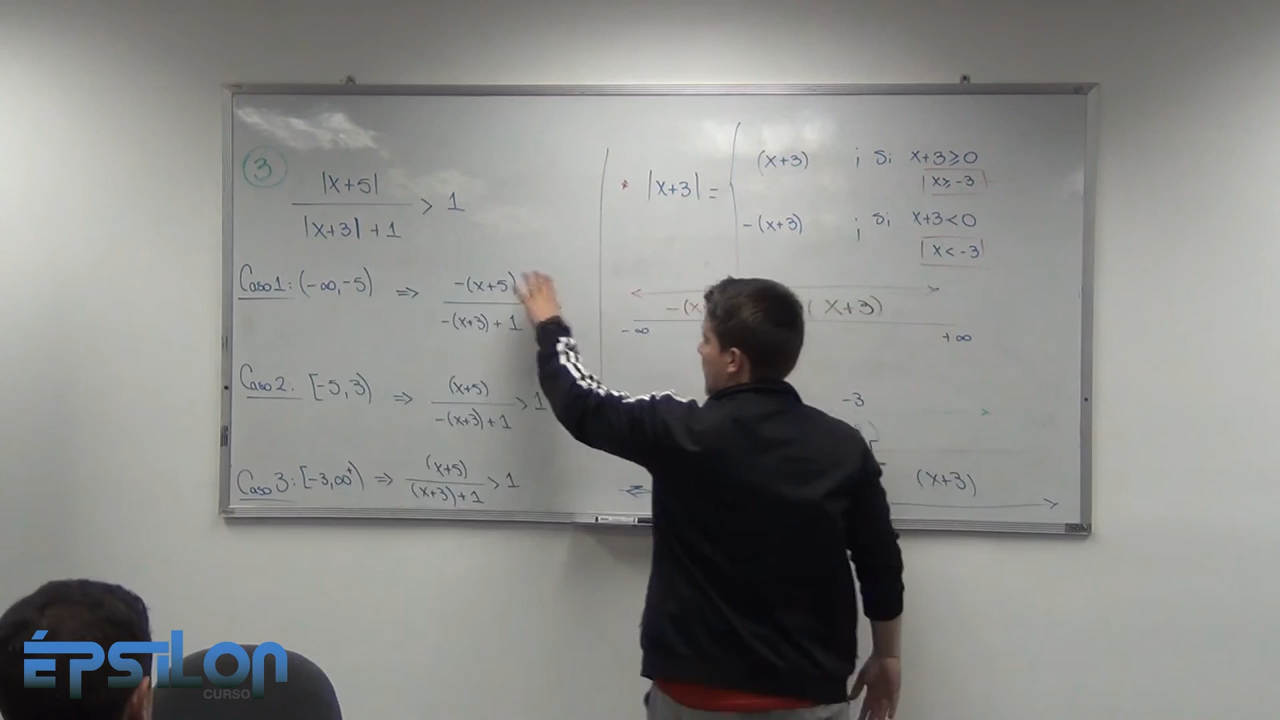 3
|x+5|
|x+3| + 1
> 1
Caso 1: (-∞, -5) ⇒
-(x+5)
-(x+3) + 1
Caso 2: [-5, 3) ⇒
(x+5)
-(x+3) + 1
> 1
Caso 3: [-3, ∞⁺) ⇒
(x+5)
(x+3) + 1
> 1
* |x+3| =
(x+3) ; Si x+3 ≥ 0
x ≥ -3
-(x+3) ; Si x+3 < 0
x < -3
(x+3)
-∞
+∞
-3
(x+3)
ÉPSILON
CURSO